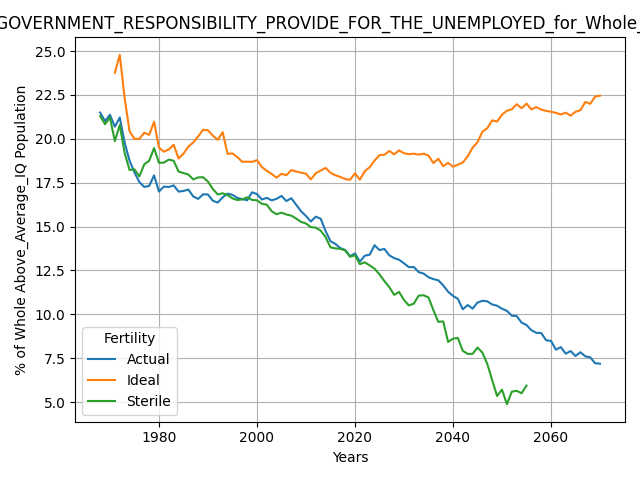 GOVERNMENT_RESPONSIBILITY_PROVIDE_FOR_THE_UNEMPLOYED_for_Whole_
% of Whole Above_Average_IQ Population
25.0
22.5
20.0
17.5
15.0
12.5
10.0
7.5
5.0
Fertility
Actual
Ideal
Sterile
1980
2000
2020
2040
2060
Years